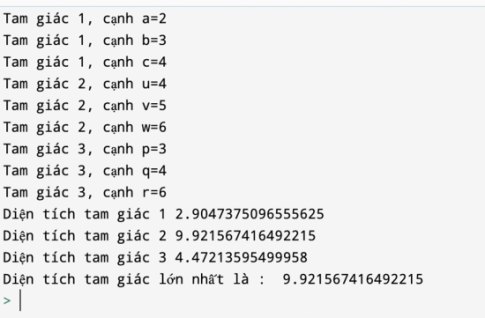 Tam giác 1, cạnh a=2
Tam giác 1, cạnh b=3
Tam giác 1, cạnh c=4
Tam giác 2, cạnh u=4
Tam giác 2, cạnh v=5
Tam giác 2, cạnh w=6
Tam giác 3, cạnh p=3
Tam giác 3, cạnh q=4
Tam giác 3, cạnh r=6
Diện tích tam giác 1 2.9047375096555625
Diện tích tam giác 2 9.921567416492215
Diện tích tam giác 3 4.47213595499958
Diện tích tam giác lớn nhất là :  9.921567416492215
>